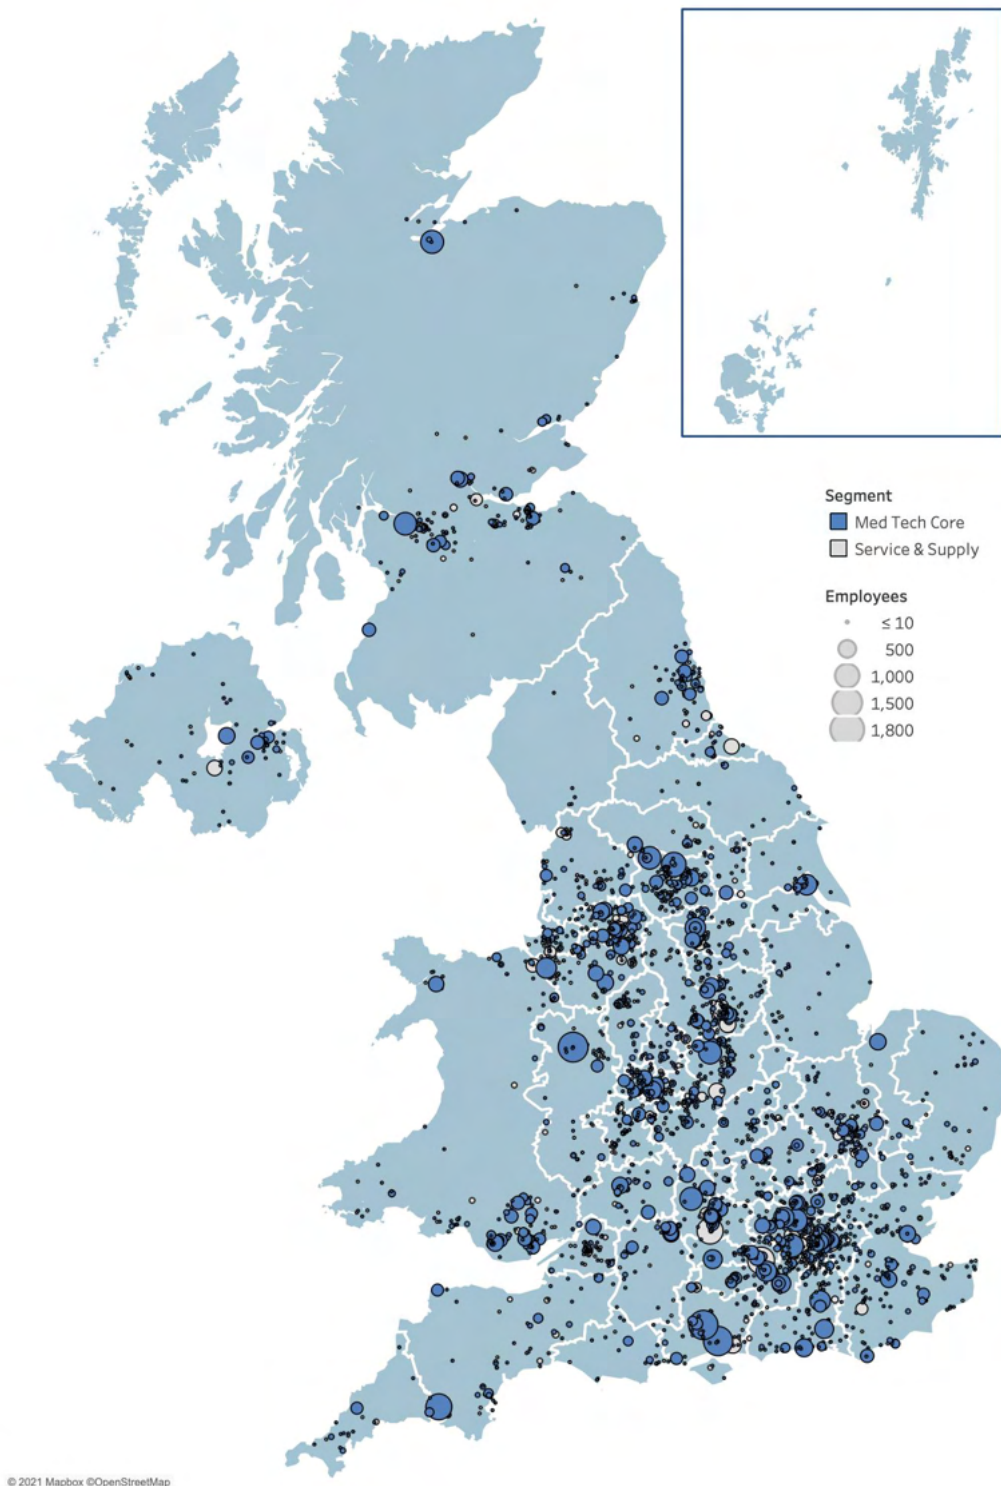 Segment
Med Tech Core
Service & Supply
Employees
≤ 10
500
1,000
1,500
1,800
© 2021 Mapbox ©OpenStreetMap